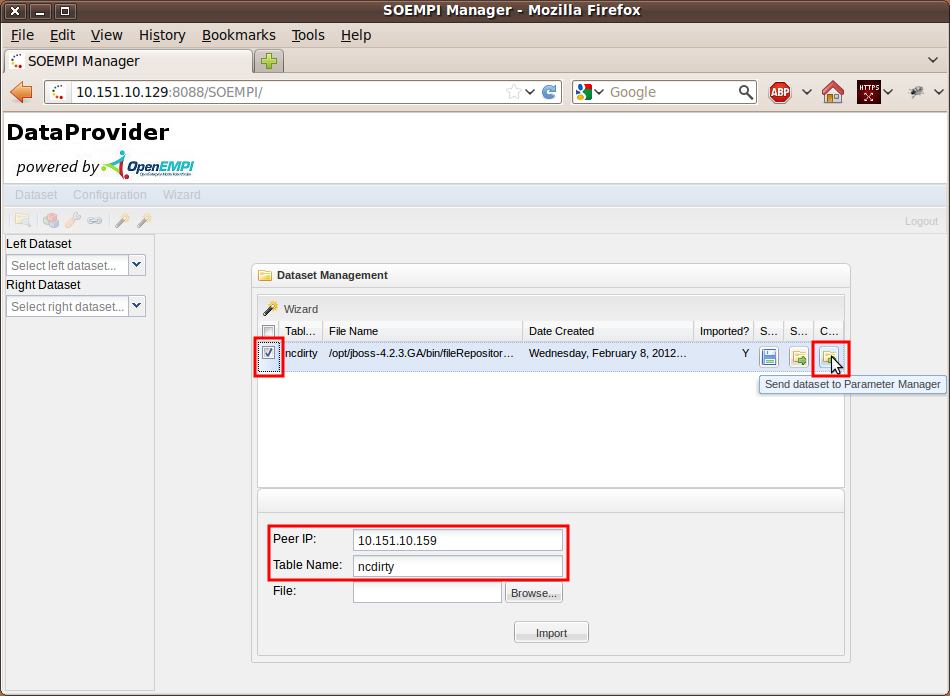 SOEMPI Manager - Mozilla Firefox
File Edit View History Bookmarks Tools Help
SOEMPI Manager
10.151.10.129:8088/SOEMPI/ Google ABP HTTPS
DataProvider
powered by OpenEMPI
Dataset Configuration Wizard
Logout
Left Dataset
Select left dataset...
Right Dataset
Select right dataset...
Dataset Management
Wizard
Tabl... File Name Date Created Imported? S... S... C...
ncdirty /opt/jboss-4.2.3.GA/bin/fileRepositor... Wednesday, February 8, 2012... Y
Send dataset to Parameter Manager
Peer IP: 10.151.10.159
Table Name: ncdirty
File: Browse...
Import